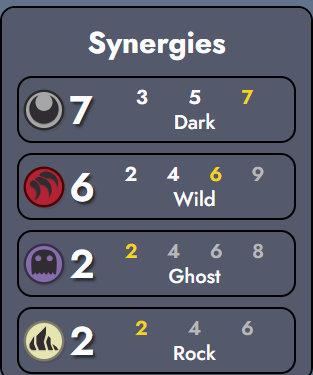 Synergies
7 3 5 7
Dark
6 2 4 6 9
Wild
2 2 4 6 8
Ghost
2 2 4 6
Rock